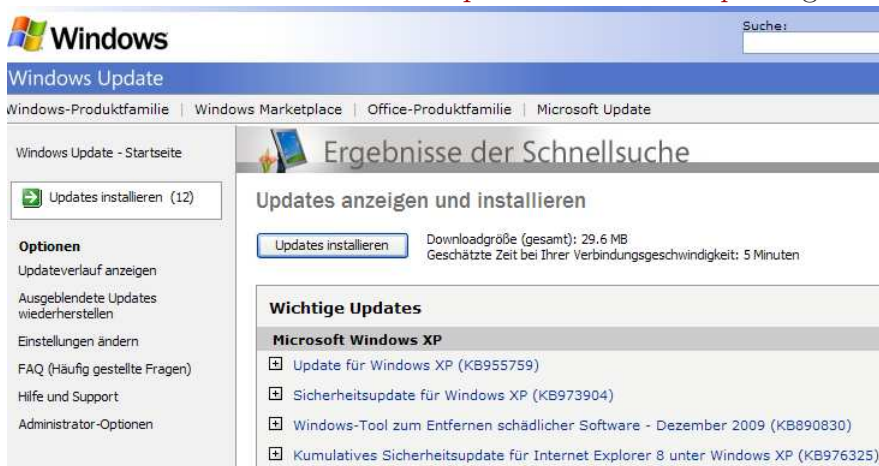 Windows
Suche:
Windows Update
Windows-Produktfamilie | Windows Marketplace | Office-Produktfamilie | Microsoft Update
Windows Update - Startseite
Updates installieren (12)
Optionen
Updateverlauf anzeigen
Ausgeblendete Updates
wiederherstellen
Einstellungen ändern
FAQ (Häufig gestellte Fragen)
Hilfe und Support
Administrator-Optionen
Ergebnisse der Schnellsuche
Updates anzeigen und installieren
Updates installieren
Downloadgröße (gesamt): 29.6 MB
Geschätzte Zeit bei Ihrer Verbindungsgeschwindigkeit: 5 Minuten
Wichtige Updates
Microsoft Windows XP
Update für Windows XP (KB955759)
Sicherheitsupdate für Windows XP (KB973904)
Windows-Tool zum Entfernen schädlicher Software - Dezember 2009 (KB890830)
Kumulatives Sicherheitsupdate für Internet Explorer 8 unter Windows XP (KB976325)